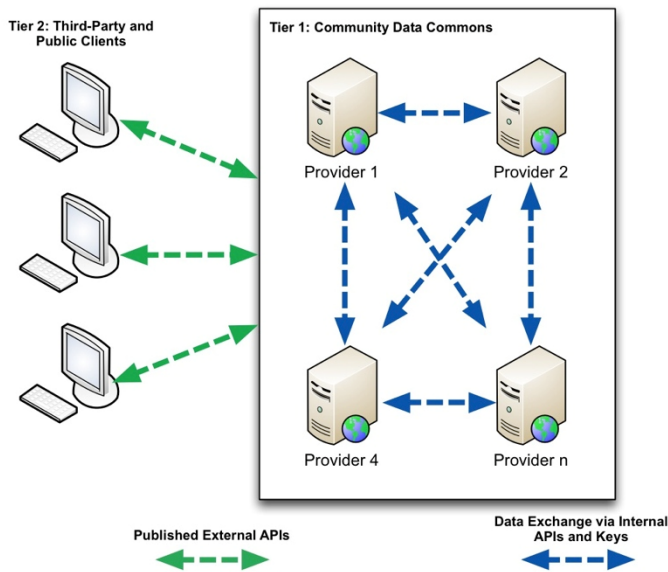 Tier 2: Third-Party and
Public Clients
Tier 1: Community Data Commons
Provider 1
Provider 2
Provider 4
Provider n
Published External APIs
Data Exchange via Internal
APIs and Keys